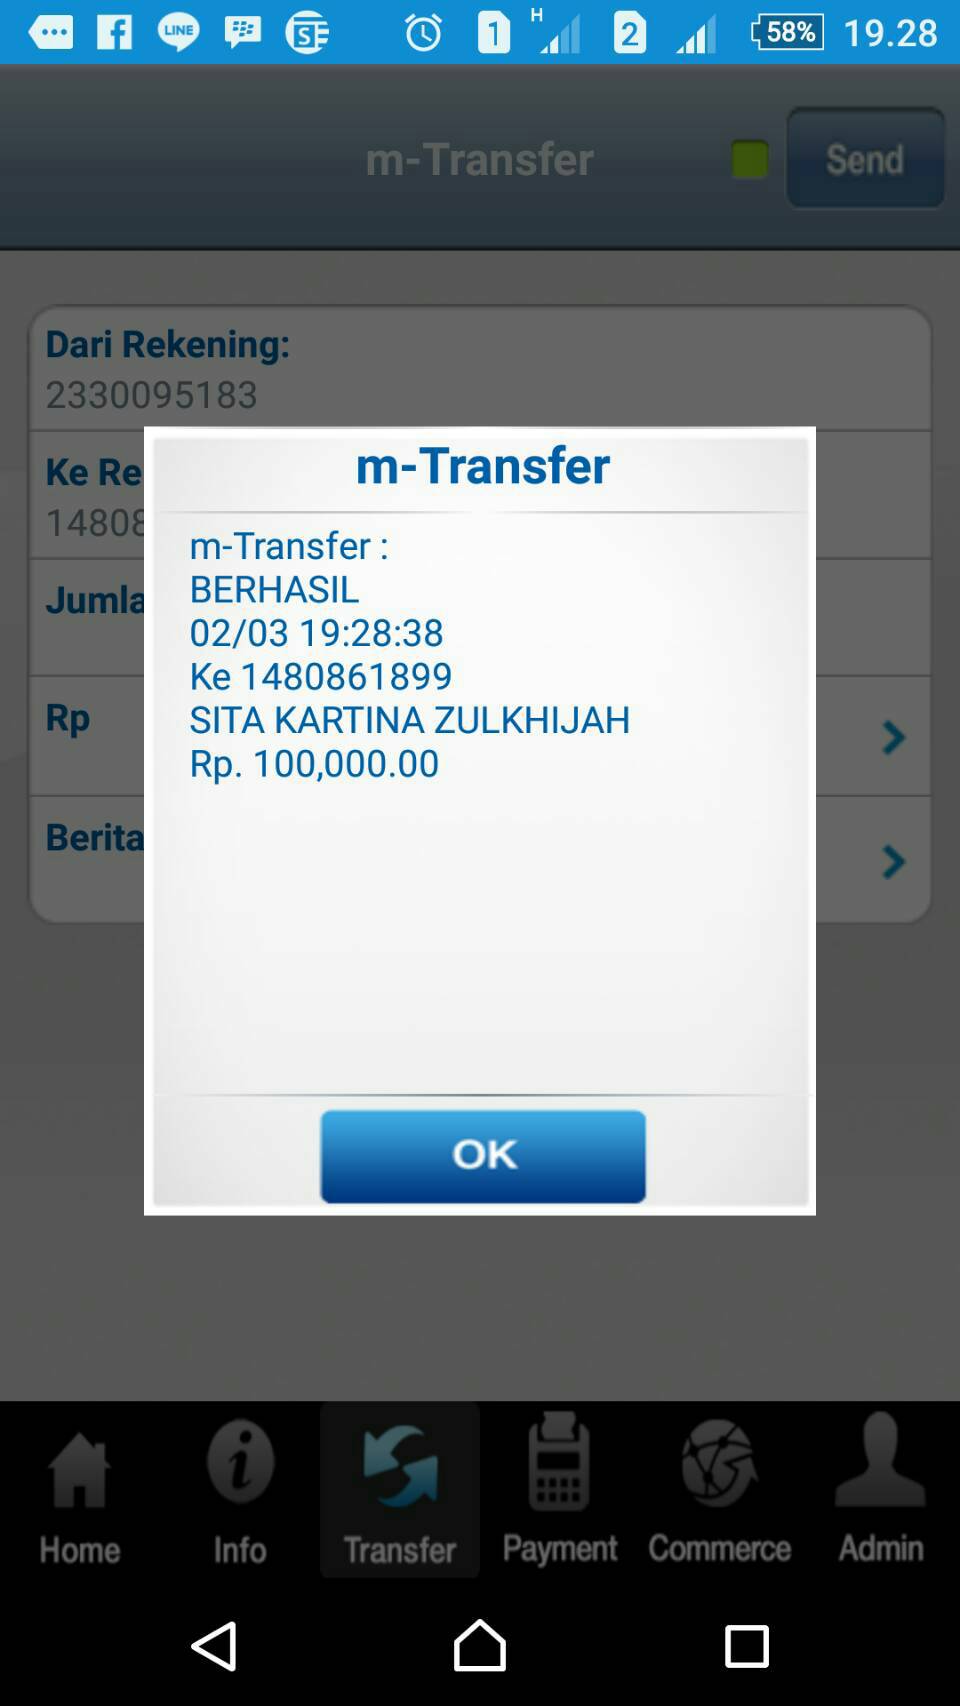 LINE
S
1
H
2
58%
19.28
m-Transfer
Send
Dari Rekening:
2330095183
Ke Re
14808
Jumla
Rp
Berita
m-Transfer
m-Transfer :
BERHASIL
02/03 19:28:38
Ke 1480861899
SITA KARTINA ZULKHIJAH
Rp. 100,000.00
OK
Home
Info
Transfer
Payment
Commerce
Admin